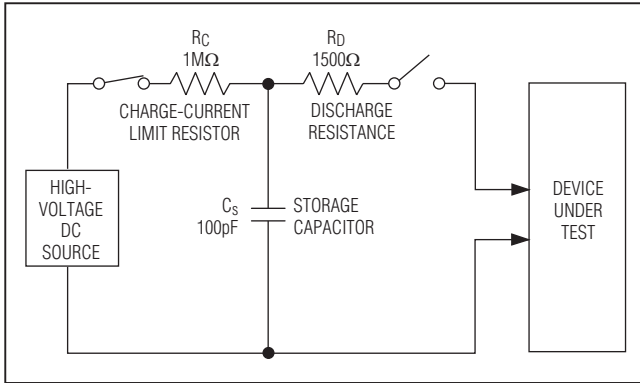 RC
1MΩ
CHARGE-CURRENT
LIMIT RESISTOR
RD
1500Ω
DISCHARGE
RESISTANCE
HIGH-
VOLTAGE
DC
SOURCE
CS
100pF
STORAGE
CAPACITOR
DEVICE
UNDER
TEST